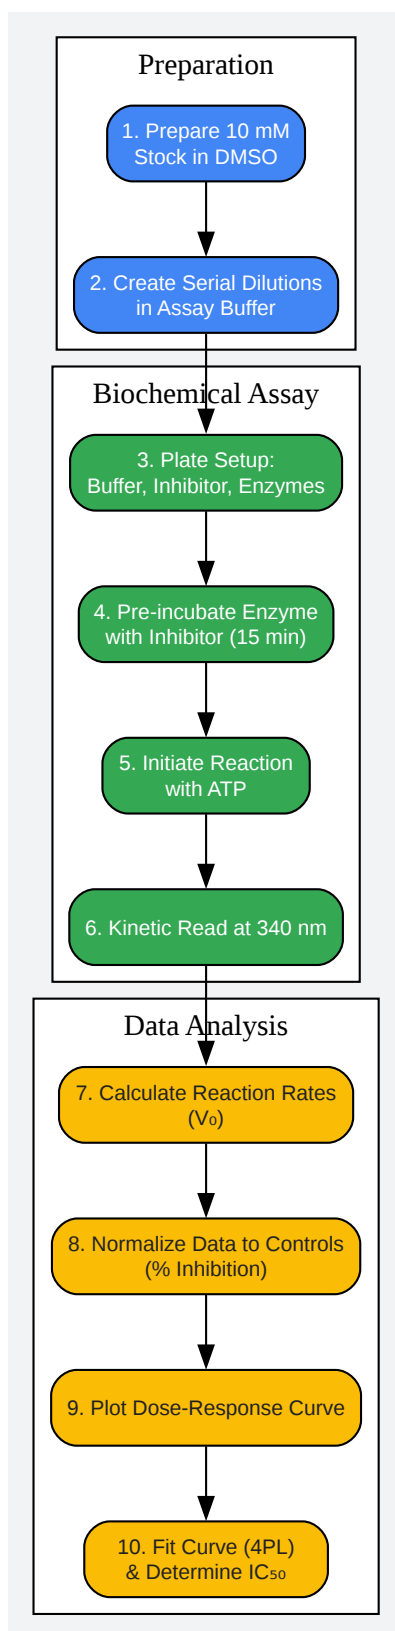 Preparation
1. Prepare 10 mM
Stock in DMSO
2. Create Serial Dilutions
in Assay Buffer
Biochemical Assay
3. Plate Setup:
Buffer, Inhibitor, Enzymes
4. Pre-incubate Enzyme
with Inhibitor (15 min)
5. Initiate Reaction
with ATP
6. Kinetic Read at 340 nm
Data Analysis
7. Calculate Reaction Rates
(V₀)
8. Normalize Data to Controls
(% Inhibition)
9. Plot Dose-Response Curve
10. Fit Curve (4PL)
& Determine IC₅₀